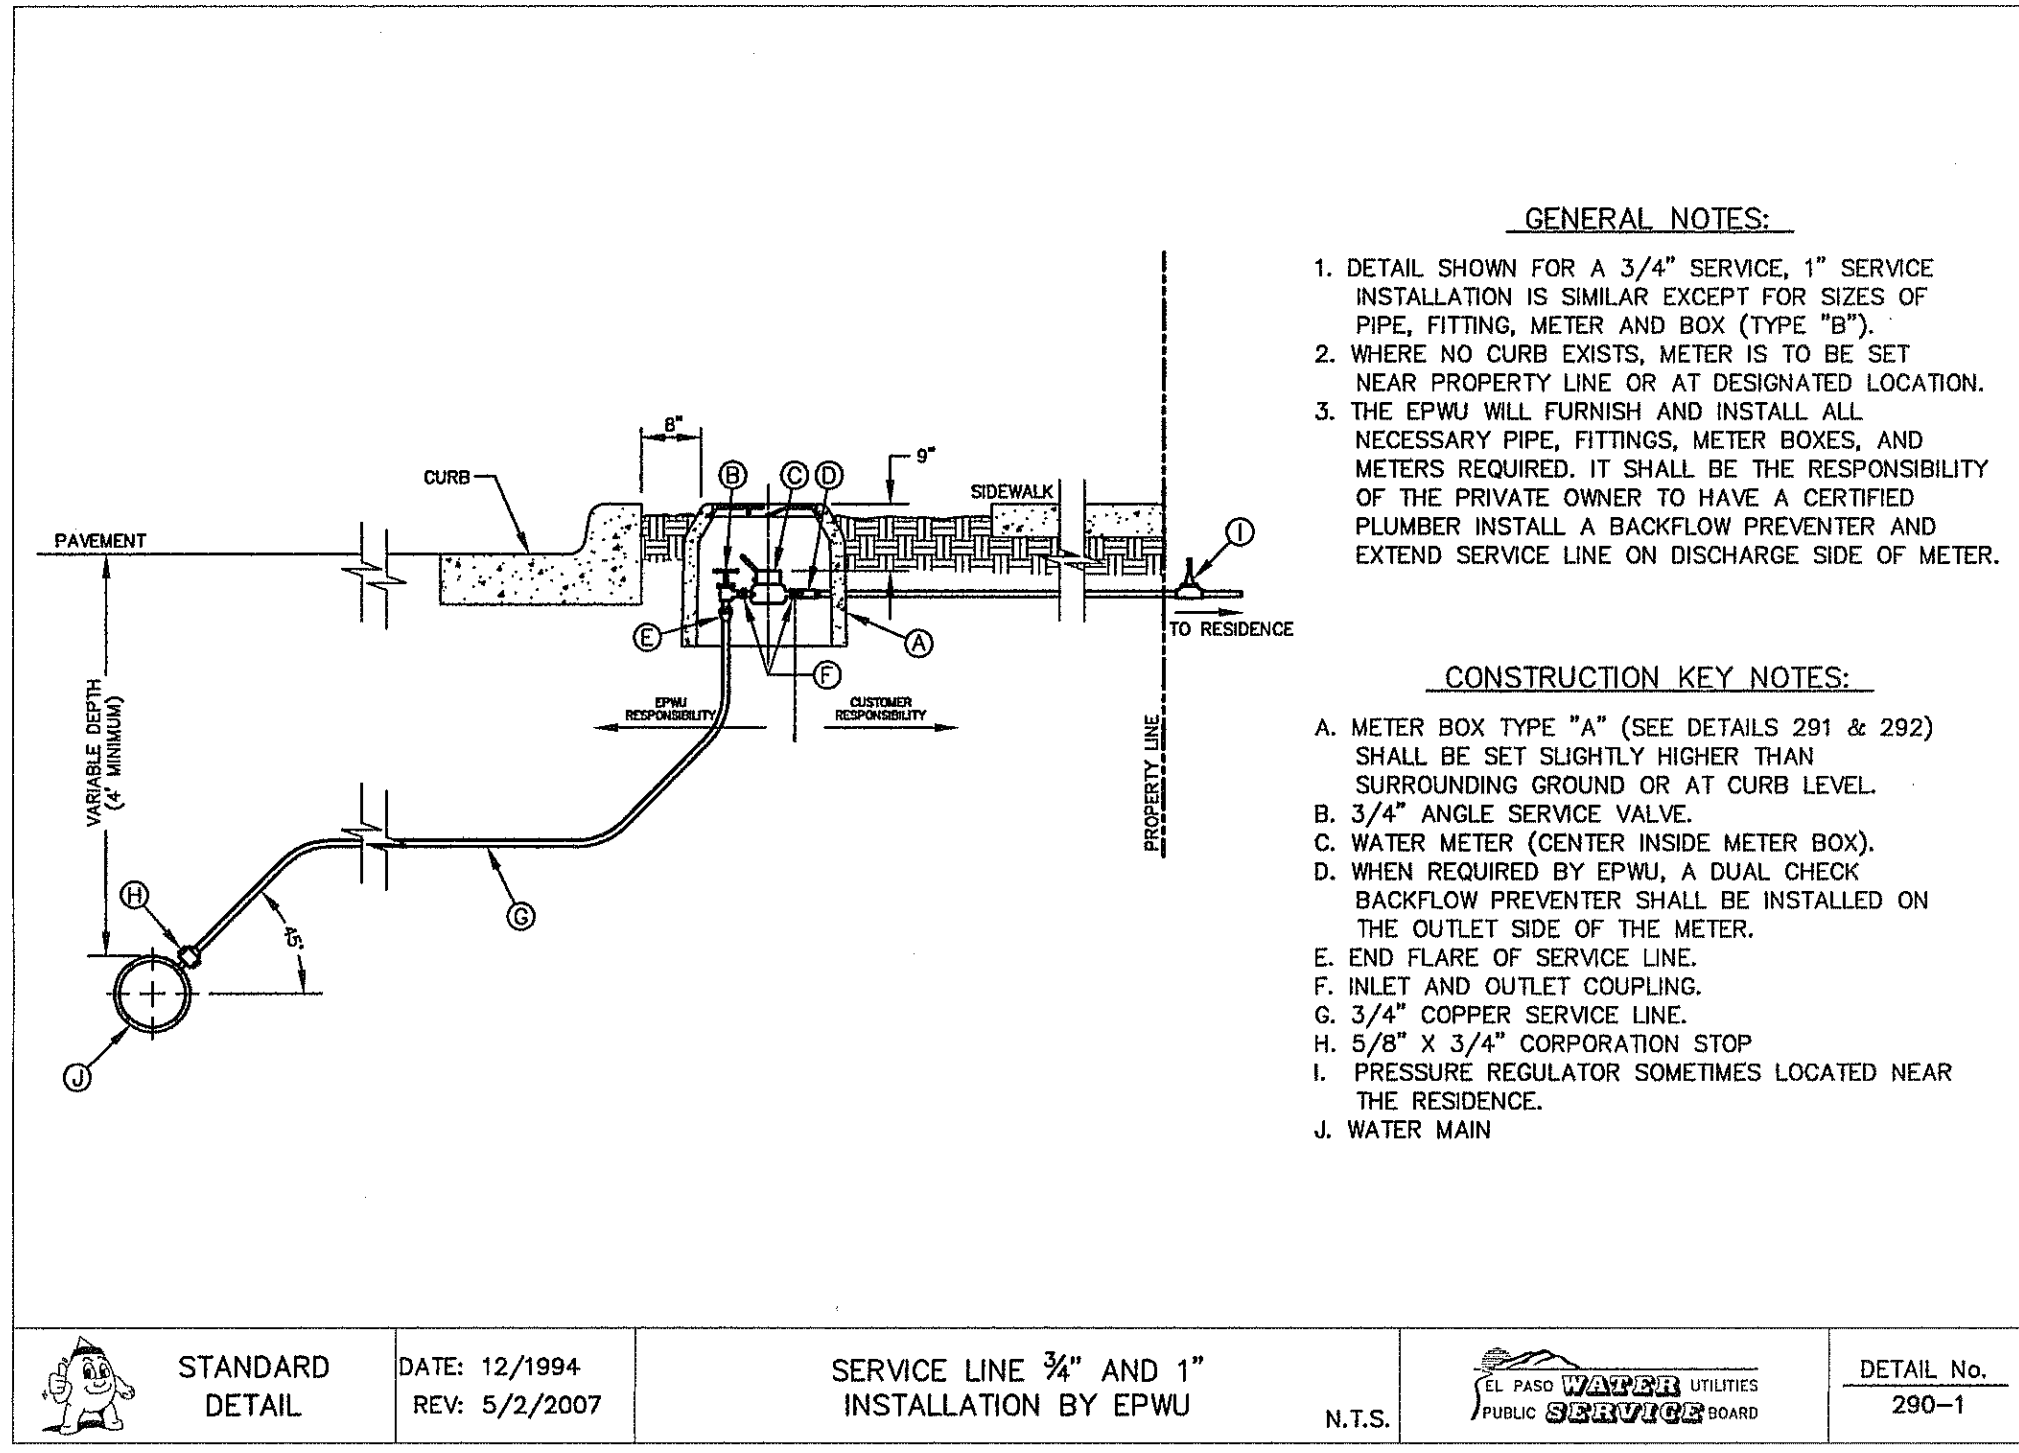 GENERAL NOTES:
1. DETAIL SHOWN FOR A 3/4" SERVICE, 1" SERVICE
INSTALLATION IS SIMILAR EXCEPT FOR SIZES OF
PIPE, FITTING, METER AND BOX (TYPE "B").
2. WHERE NO CURB EXISTS, METER IS TO BE SET
NEAR PROPERTY LINE OR AT DESIGNATED LOCATION.
3. THE EPWU WILL FURNISH AND INSTALL ALL
NECESSARY PIPE, FITTINGS, METER BOXES, AND
METERS REQUIRED. IT SHALL BE THE RESPONSIBILITY
OF THE PRIVATE OWNER TO HAVE A CERTIFIED
PLUMBER INSTALL A BACKFLOW PREVENTER AND
EXTEND SERVICE LINE ON DISCHARGE SIDE OF METER.
8"
9"
CURB
B
C
D
SIDEWALK
PAVEMENT
I
E
A
TO RESIDENCE
F
EPWU
RESPONSIBILITY
CUSTOMER
RESPONSIBILITY
VARIABLE DEPTH
(4' MINIMUM)
PROPERTY LINE
H
G
45°
J
CONSTRUCTION KEY NOTES:
A. METER BOX TYPE "A" (SEE DETAILS 291 & 292)
SHALL BE SET SLIGHTLY HIGHER THAN
SURROUNDING GROUND OR AT CURB LEVEL.
B. 3/4" ANGLE SERVICE VALVE.
C. WATER METER (CENTER INSIDE METER BOX).
D. WHEN REQUIRED BY EPWU, A DUAL CHECK
BACKFLOW PREVENTER SHALL BE INSTALLED ON
THE OUTLET SIDE OF THE METER.
E. END FLARE OF SERVICE LINE.
F. INLET AND OUTLET COUPLING.
G. 3/4" COPPER SERVICE LINE.
H. 5/8" X 3/4" CORPORATION STOP
I. PRESSURE REGULATOR SOMETIMES LOCATED NEAR
THE RESIDENCE.
J. WATER MAIN
STANDARD
DETAIL
DATE: 12/1994
REV: 5/2/2007
SERVICE LINE ¾" AND 1"
INSTALLATION BY EPWU
N.T.S.
EL PASO WATER UTILITIES
PUBLIC SERVICE BOARD
DETAIL No.
290-1